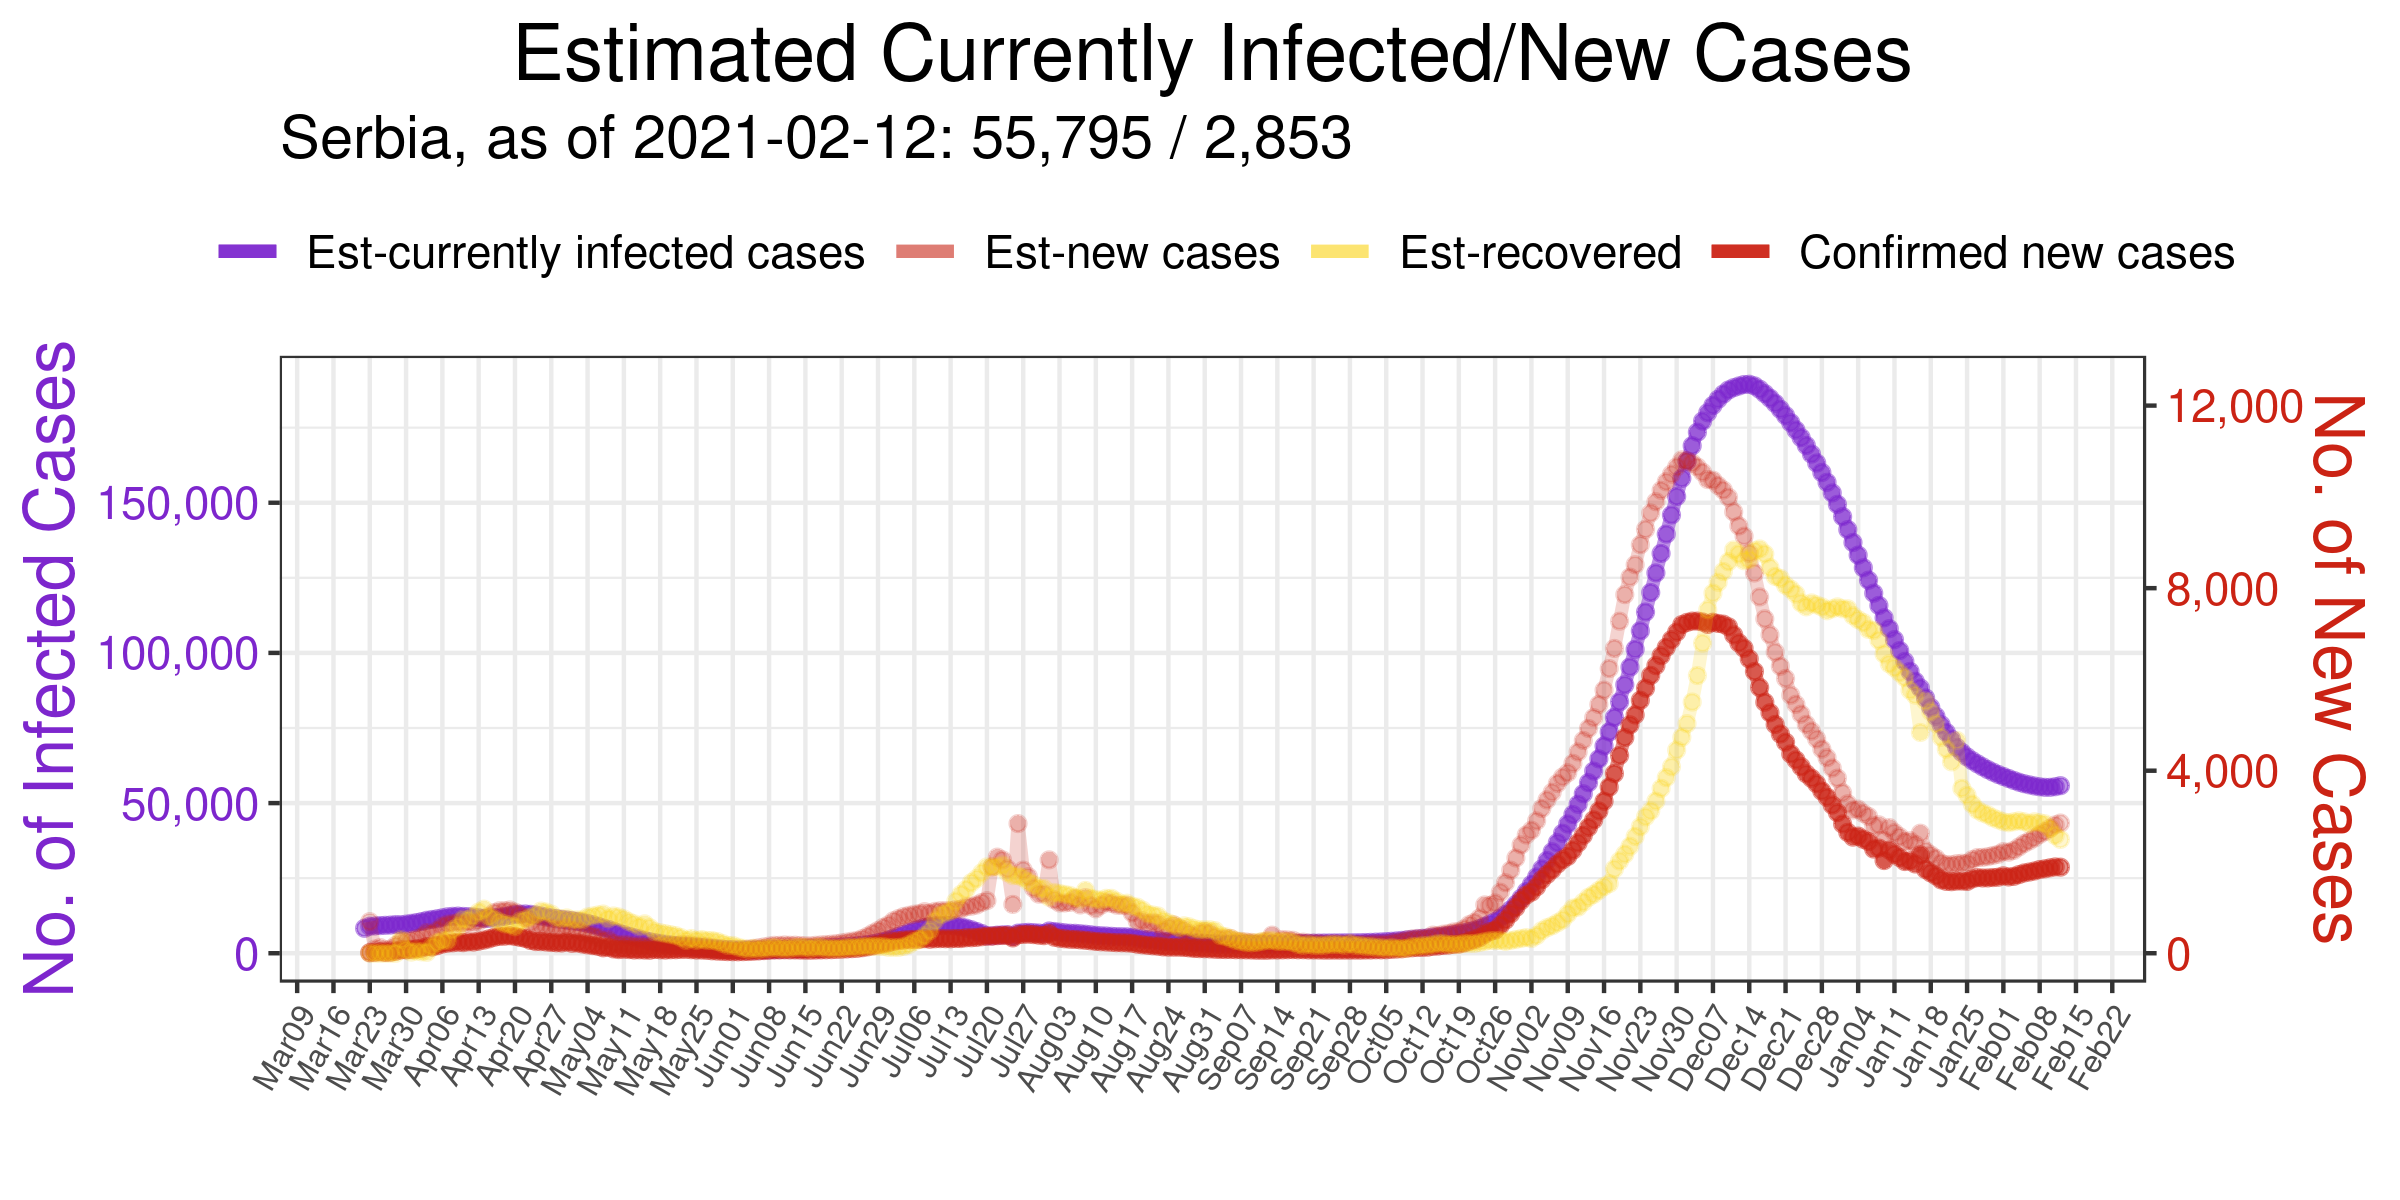 Estimated Currently Infected/New Cases
Serbia, as of 2021-02-12: 55,795 / 2,853
Est-currently infected cases Est-new cases Est-recovered Confirmed new cases
No. of Infected Cases
150,000
100,000
50,000
0
12,000
8,000
4,000
0
No. of New Cases
Mar09 Mar16 Mar23 Mar30 Apr06 Apr13 Apr20 Apr27 May04 May11 May18 May25 Jun01 Jun08 Jun15 Jun22 Jun29 Jul06 Jul13 Jul20 Jul27 Aug03 Aug10 Aug17 Aug24 Aug31 Sep07 Sep14 Sep21 Sep28 Oct05 Oct12 Oct19 Oct26 Nov02 Nov09 Nov16 Nov23 Nov30 Dec07 Dec14 Dec21 Dec28 Jan04 Jan11 Jan18 Jan25 Feb01 Feb08 Feb15 Feb22